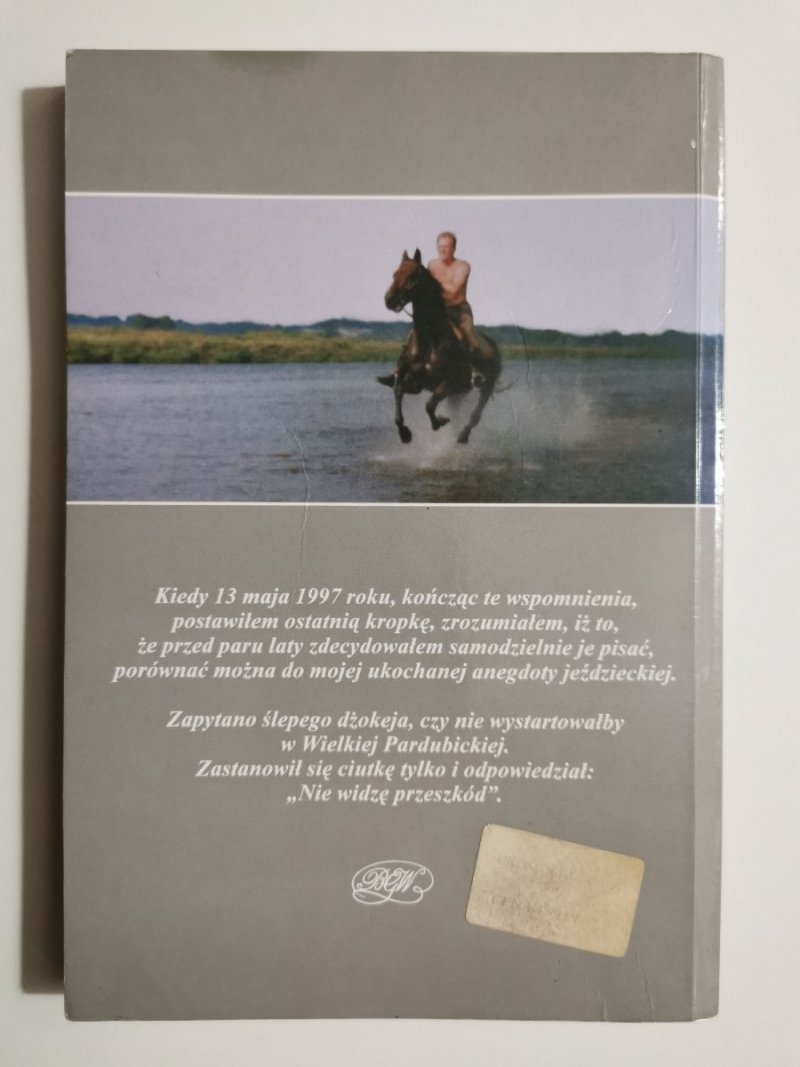 Kiedy 13 maja 1997 roku, kończąc te wspomnienia,
postawiłem ostatnią kropkę, zrozumiałem, iż to,
że przed paru laty zdecydowałem samodzielnie je pisać,
porównać można do mojej ukochanej anegdoty jeździeckiej.
Zapytano ślepego dżokeja, czy nie wystartowałby
w Wielkiej Pardubickiej.
Zastanowił się ciutkę tylko i odpowiedział:
„Nie widzę przeszkód”.
BGW